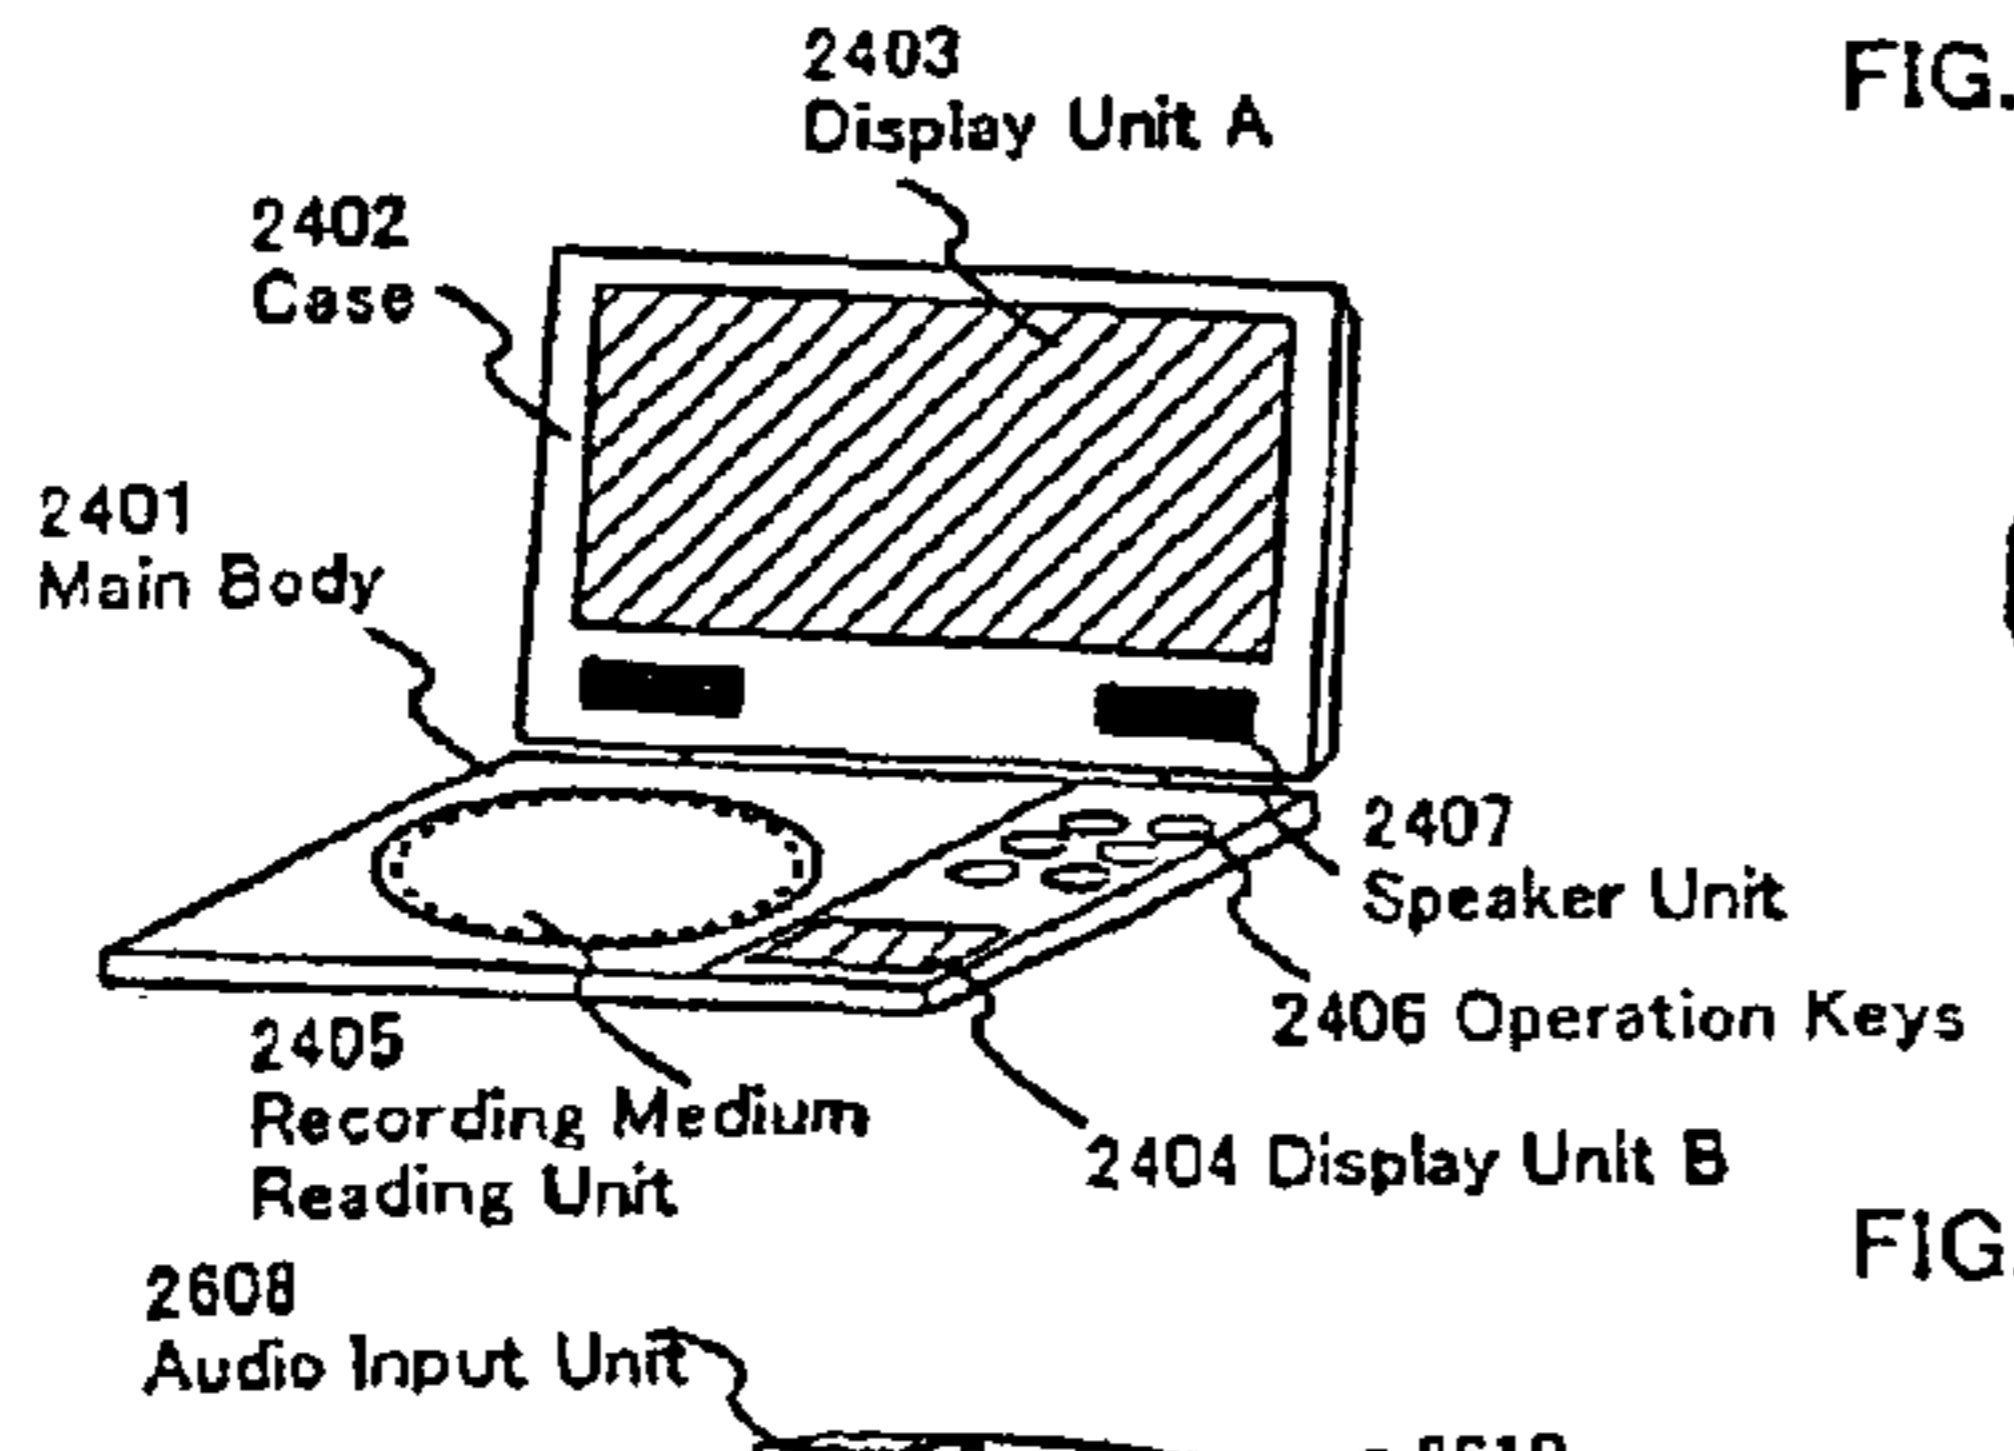 2403
Display Unit A
FIG.
2402
Case
2401
Main Body
2407
Speaker Unit
2406 Operation Keys
2405
Recording Medium
Reading Unit
2404 Display Unit B
FIG.
2608
Audio Input Unit